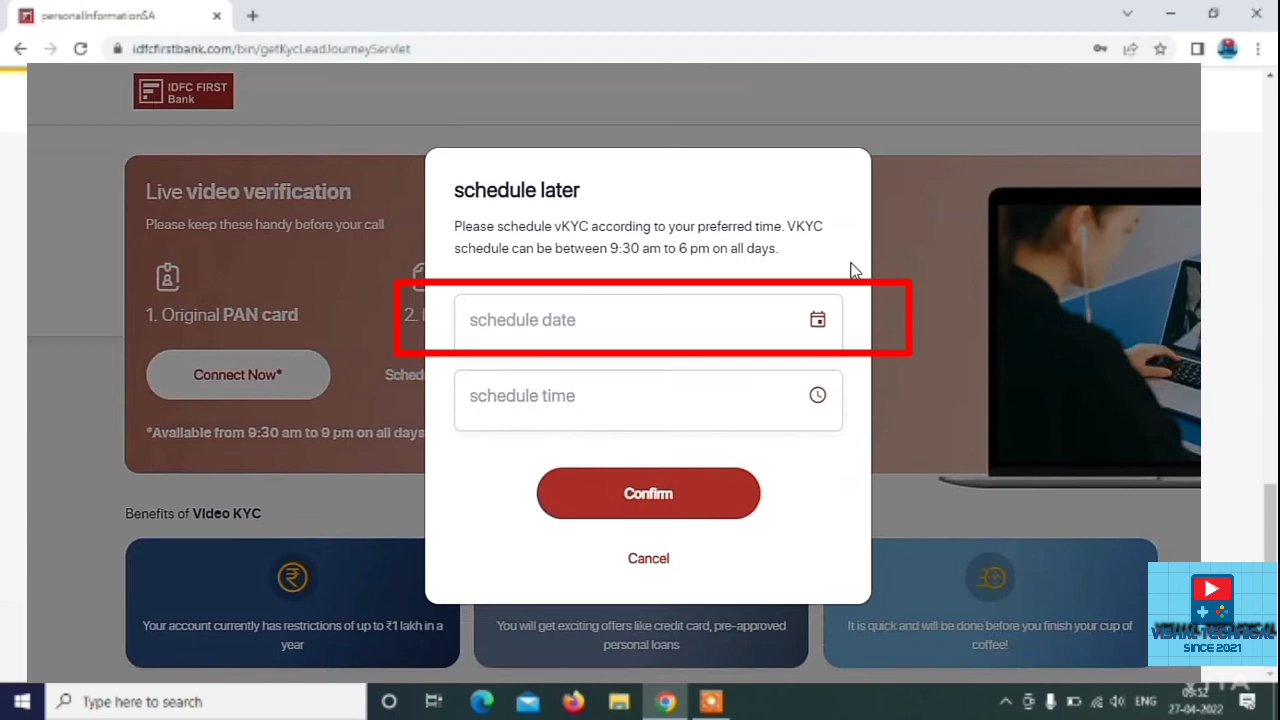 personalInformationSA
idfcfirstbank.com/bin/getKycLeadJourneyServlet
IDFC FIRST
Bank
Live video verification
Please keep these handy before your call
1. Original PAN card
2.
Connect Now*
Sched
*Available from 9:30 am to 9 pm on all days
schedule later
Please schedule vKYC according to your preferred time. VKYC
schedule can be between 9:30 am to 6 pm on all days.
schedule date
schedule time
Confirm
Cancel
Benefits of Video KYC
Your account currently has restrictions of up to ₹1 lakh in a
year
will get exciting offers like credit card, pre-approved
personal loans
It is quick and will be done before you finish your cup of
coffee!
VISHAL TECHNICAL
SINCE 2021
Type here to search
ENG
09:52
27-04-2022